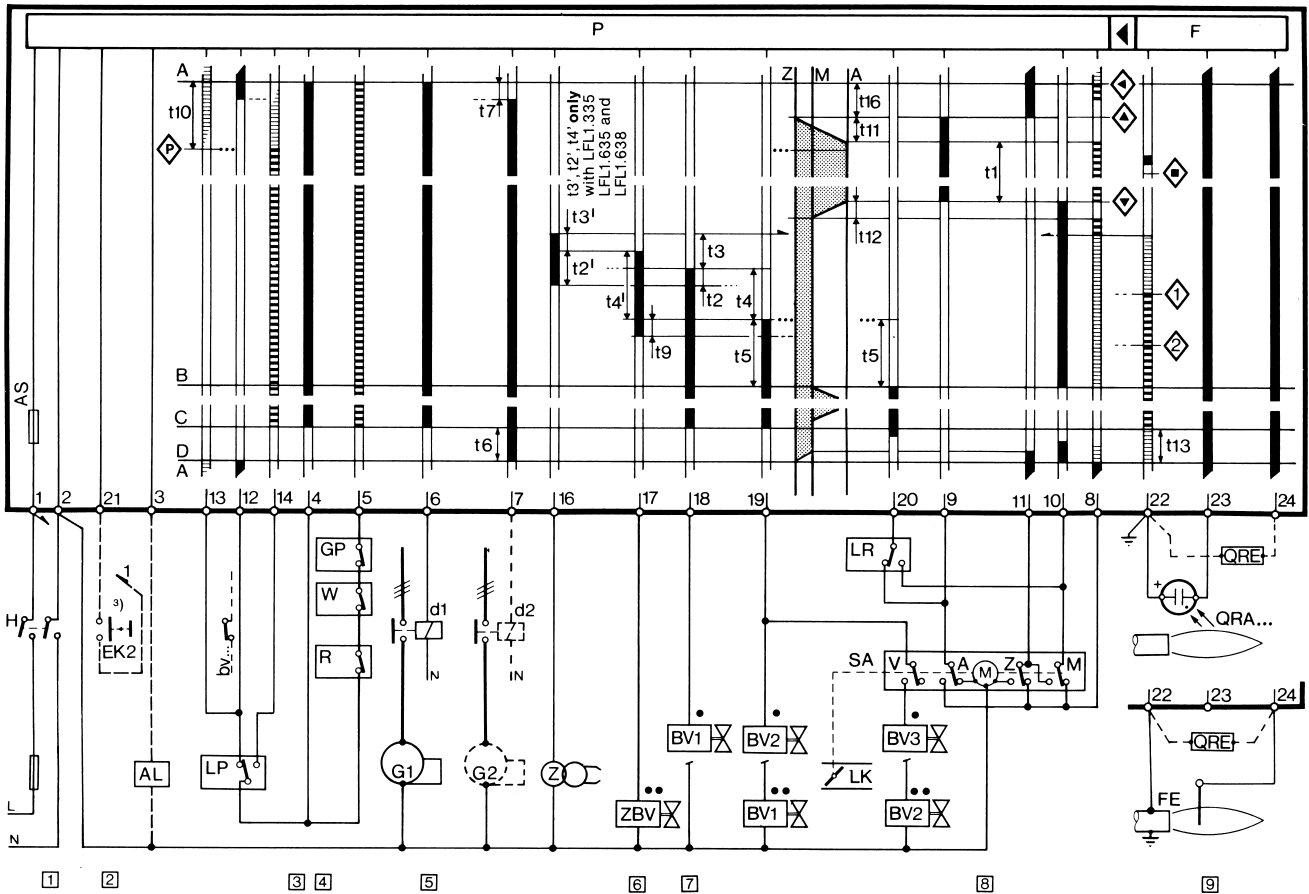 P F
A Z M A
t10 t7 t16
t11
P
t3', t2', t4' only
with LFL1.335
LFL1.635 and
LFL1.638
t1
t3' t3 t12
t2' t2
t4' t4
1
t9 t5 t5 2
B
AS
C
t6 t13
D
A
1 2 21 3 13 12 14 4 5 6 7 16 17 18 19 20 9 11 10 8 22 23 24
GP LR QRE
1
W +
3)
H d1 d2 QRA...
EK2
bv...
R SA V A M Z M
N N
22 23 24
BV1 BV2 BV3 QRE
AL LP G1 G2 Z LK
L FE
ZBV BV1 BV2
N
1 2 3 4 5 6 7 8 9